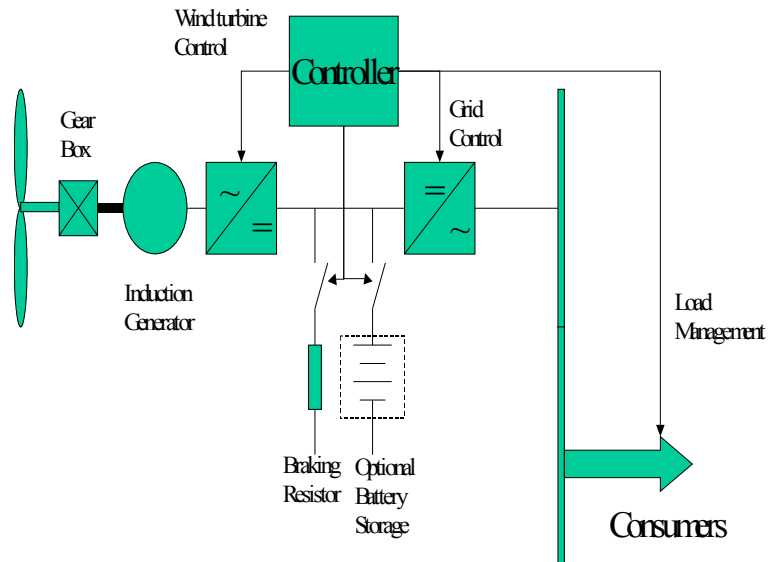 Wind turbine
Control
Controller
Gear
Box
Grid
Control
~
=
=
~
Induction
Generator
Load
Management
Braking
Resistor
Optional
Battery
Storage
Consumers